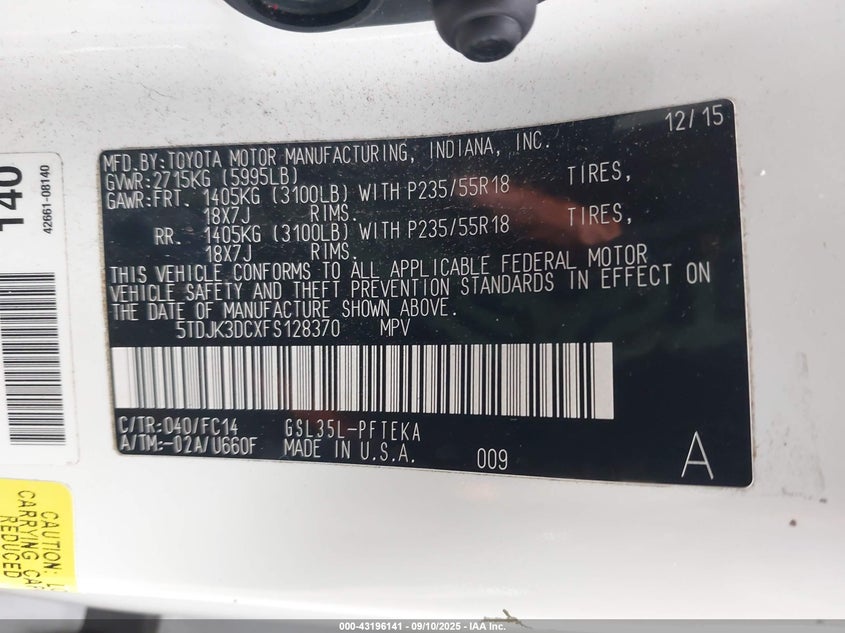 12/15
MFD.BY:TOYOTA MOTOR MANUFACTURING, INDIANA, INC.
GVWR:2715KG (5995LB)
GAWR:FRT. 1405KG (3100LB) WITH P235/55R18 TIRES,
18X7J RIMS.
RR. 1405KG (3100LB) WITH P235/55R18 TIRES,
18X7J RIMS.
THIS VEHICLE CONFORMS TO ALL APPLICABLE FEDERAL MOTOR
VEHICLE SAFETY AND THEFT PREVENTION STANDARDS IN EFFECT ON
THE DATE OF MANUFACTURE SHOWN ABOVE.
5TDJK3DCXFS128370 MPV
C/TR:040/FC14 GSL35L-PFTEKA
A/TM:-02A/U660F MADE IN U.S.A. 009 A
140
42661-08140
CAUTION:
CARRYING
REDUCED
000-43196141 - 09/10/2025 - IAA Inc.